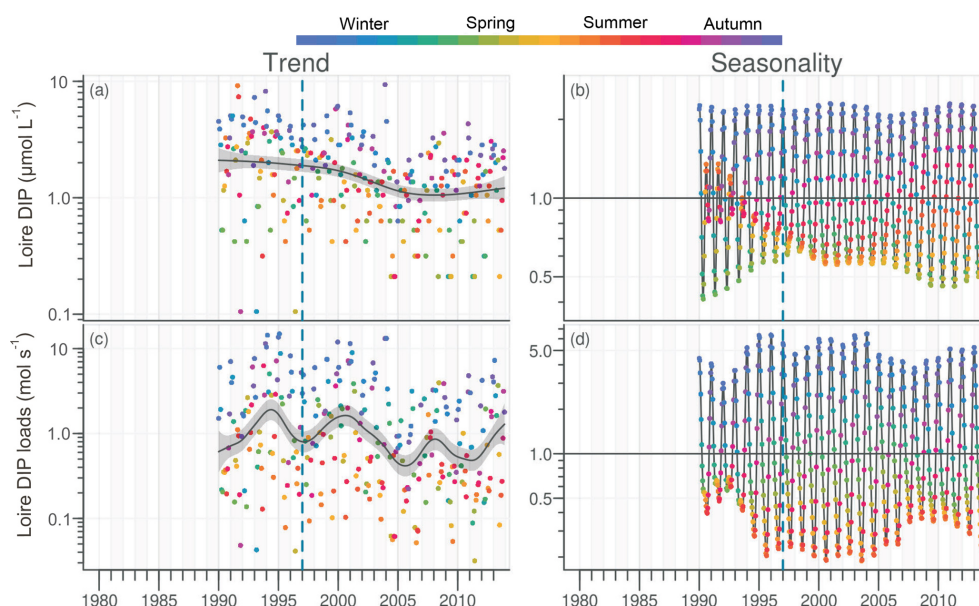 Winter Spring Summer Autumn
Trend Seasonality
Loire DIP (µmol L⁻¹)
(a)
10
1.0
0.1
(b)
1.0
0.5
Loire DIP loads (mol s⁻¹)
(c)
10
1.0
0.1
(d)
5.0
1.0
0.5
1980 1985 1990 1995 2000 2005 2010
1980 1985 1990 1995 2000 2005 2010